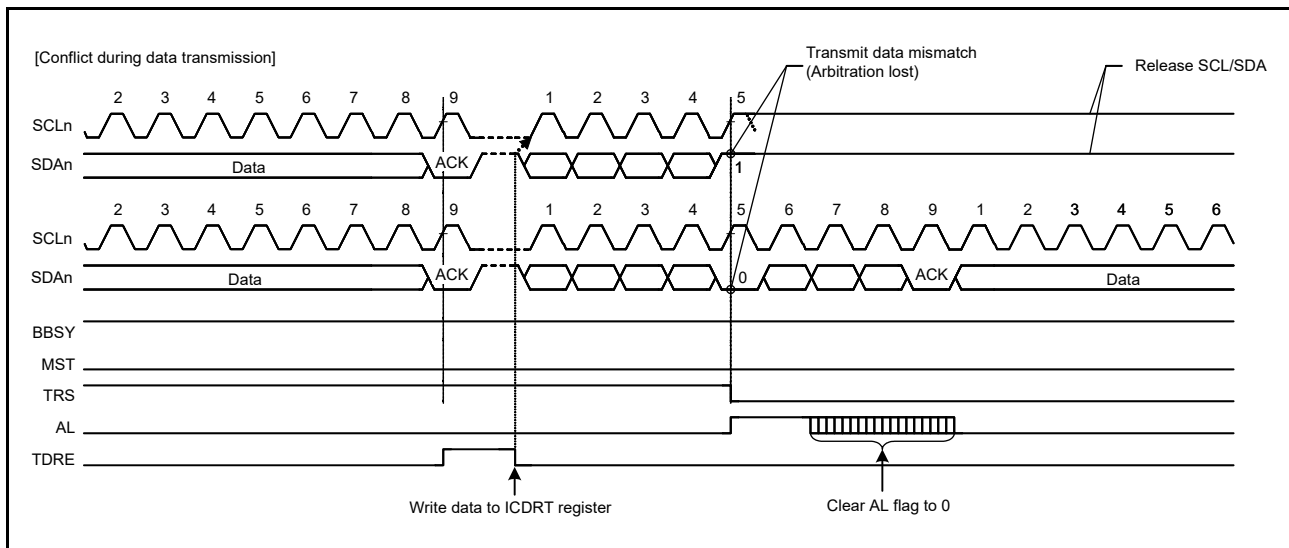 [Conflict during data transmission]
Transmit data mismatch
(Arbitration lost)
Release SCL/SDA
2 3 4 5 6 7 8 9 1 2 3 4 5
SCLn
SDAn Data ACK 1
2 3 4 5 6 7 8 9 1 2 3 4 5 6 7 8 9 1 2 3 4 5 6
SCLn
SDAn Data ACK 0 ACK Data
BBSY
MST
TRS
AL
TDRE
Write data to ICDRT register
Clear AL flag to 0